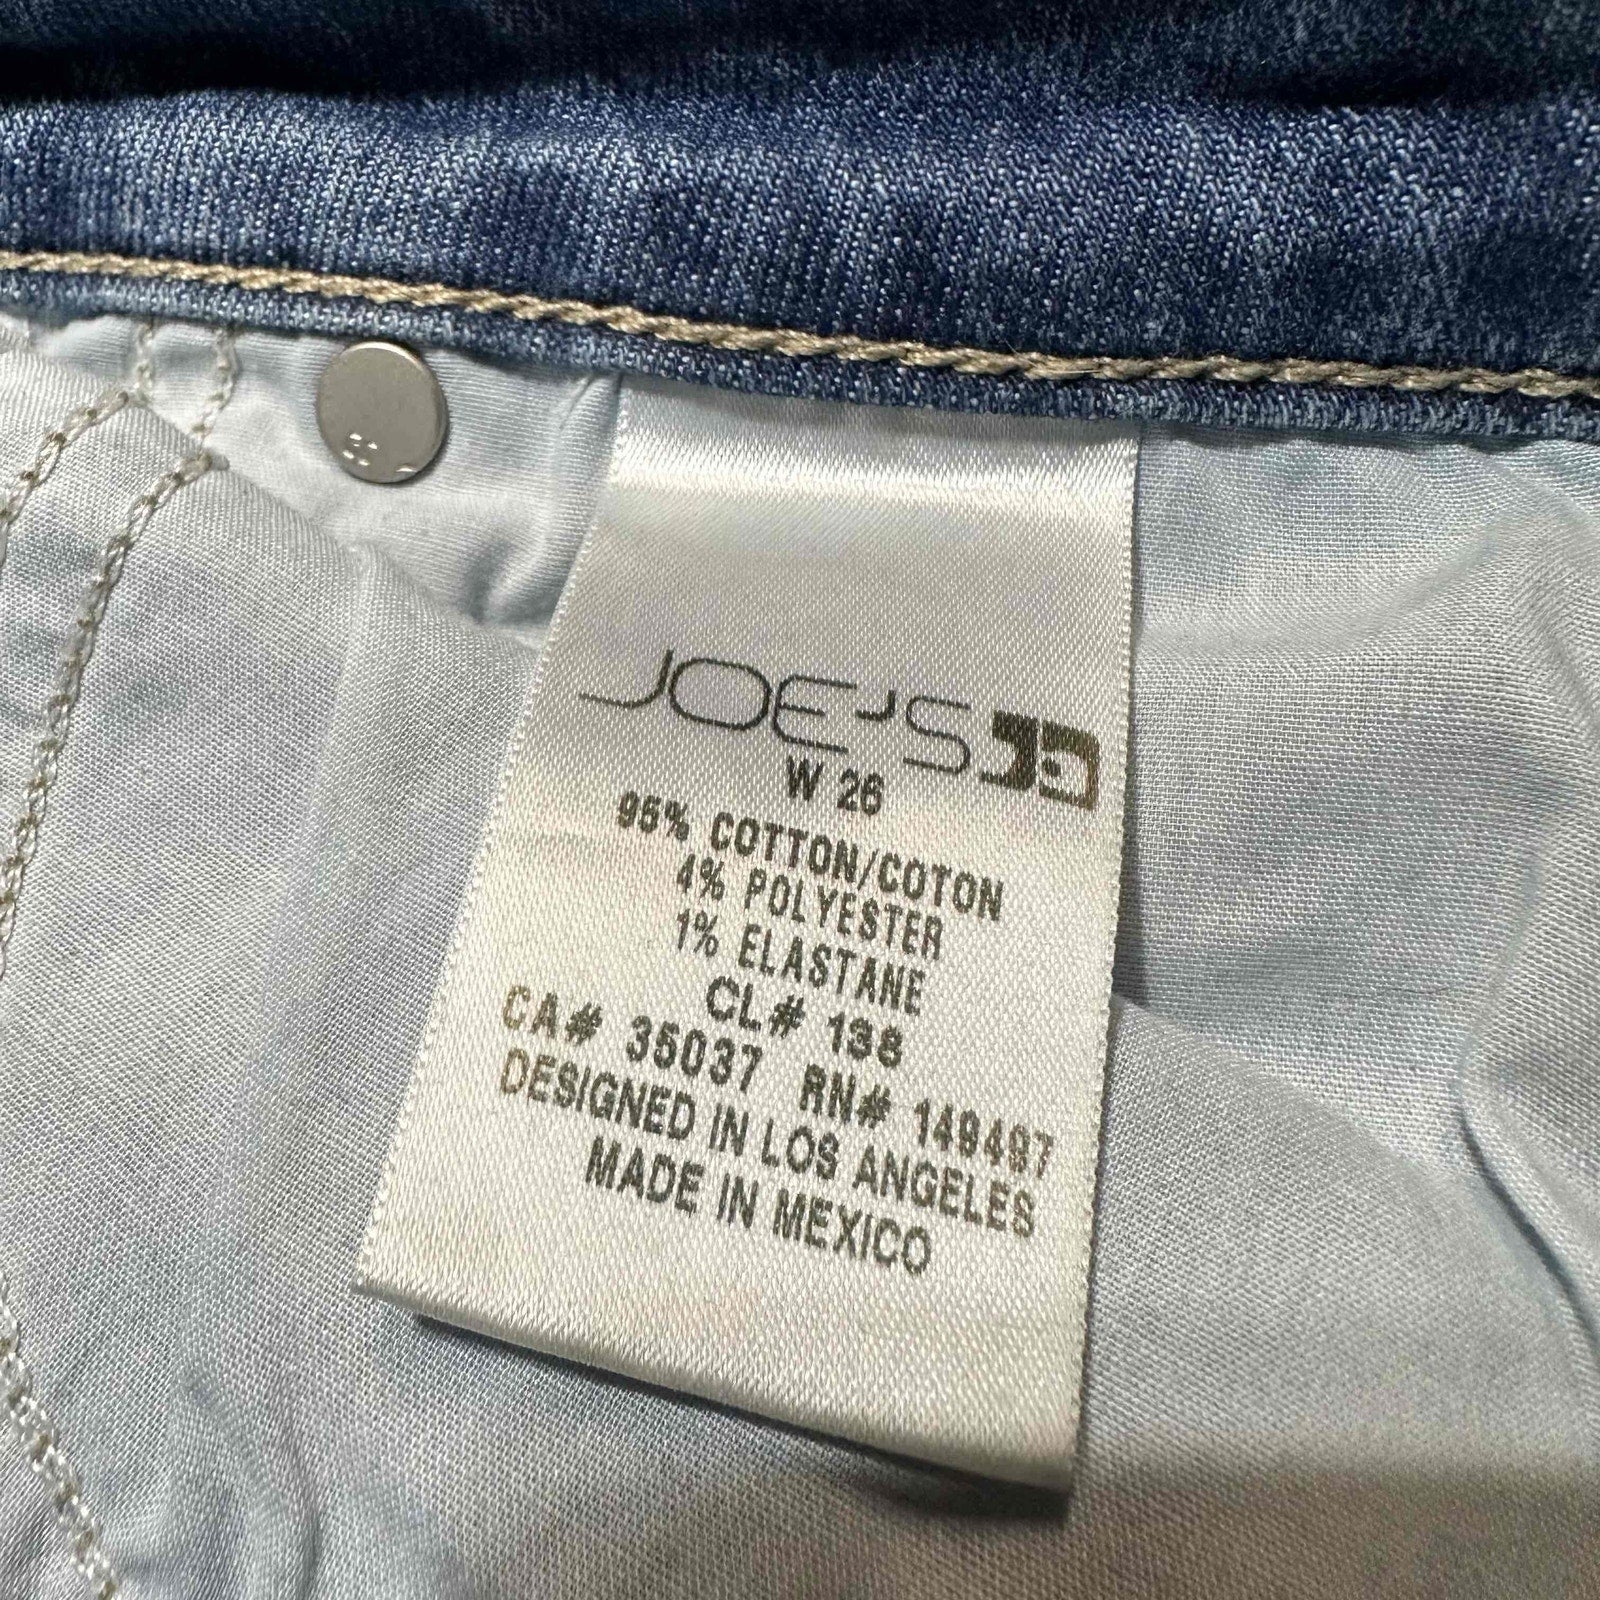 JOE'S
W 26
95% COTTON/COTON
4% POLYESTER
1% ELASTANE
CL# 138
CA# 35037 RN# 149497
DESIGNED IN LOS ANGELES
MADE IN MEXICO